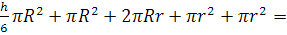 h/6 πR² + πR² + 2πRr + πr² + πr² =